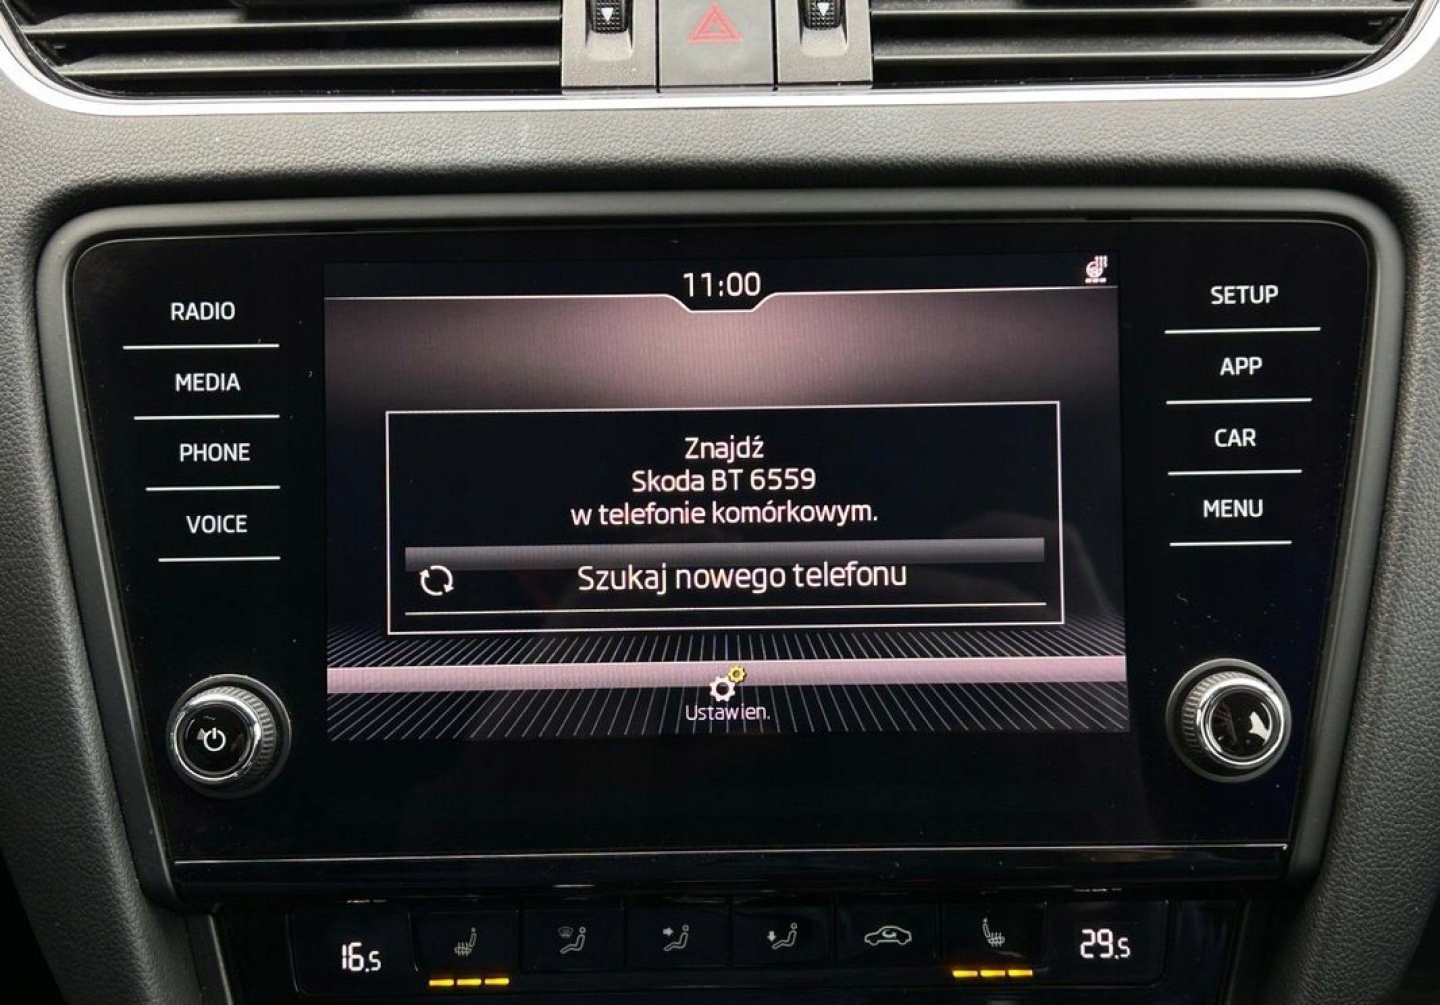 11:00
RADIO
MEDIA
PHONE
VOICE
SETUP
APP
CAR
MENU
Znajdź
Skoda BT 6559
w telefonie komórkowym.
Szukaj nowego telefonu
Ustawien.
16.5
29.5